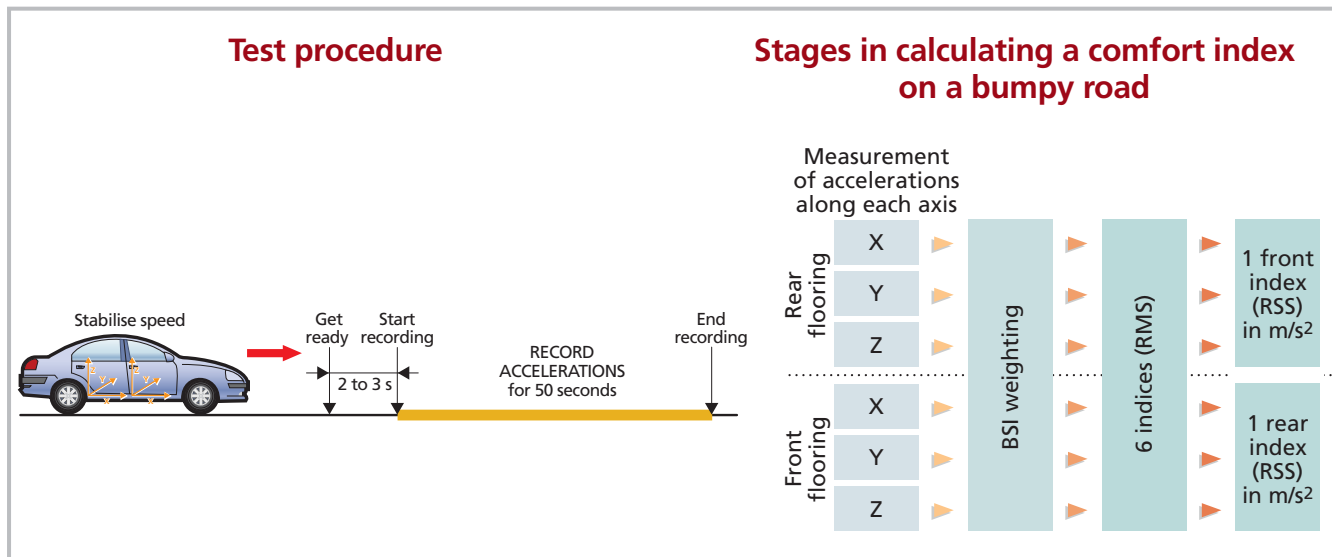 Test procedure
Stabilise speed
Get
ready
Start
recording
2 to 3 s
RECORD
ACCELERATIONS
for 50 seconds
End
recording
Z
Y
X
Z
Y
X
Stages in calculating a comfort index
on a bumpy road
Measurement
of accelerations
along each axis
Rear
flooring
X
Y
Z
Front
flooring
X
Y
Z
BSI weighting
6 indices (RMS)
1 front
index
(RSS)
in m/s²
1 rear
index
(RSS)
in m/s²